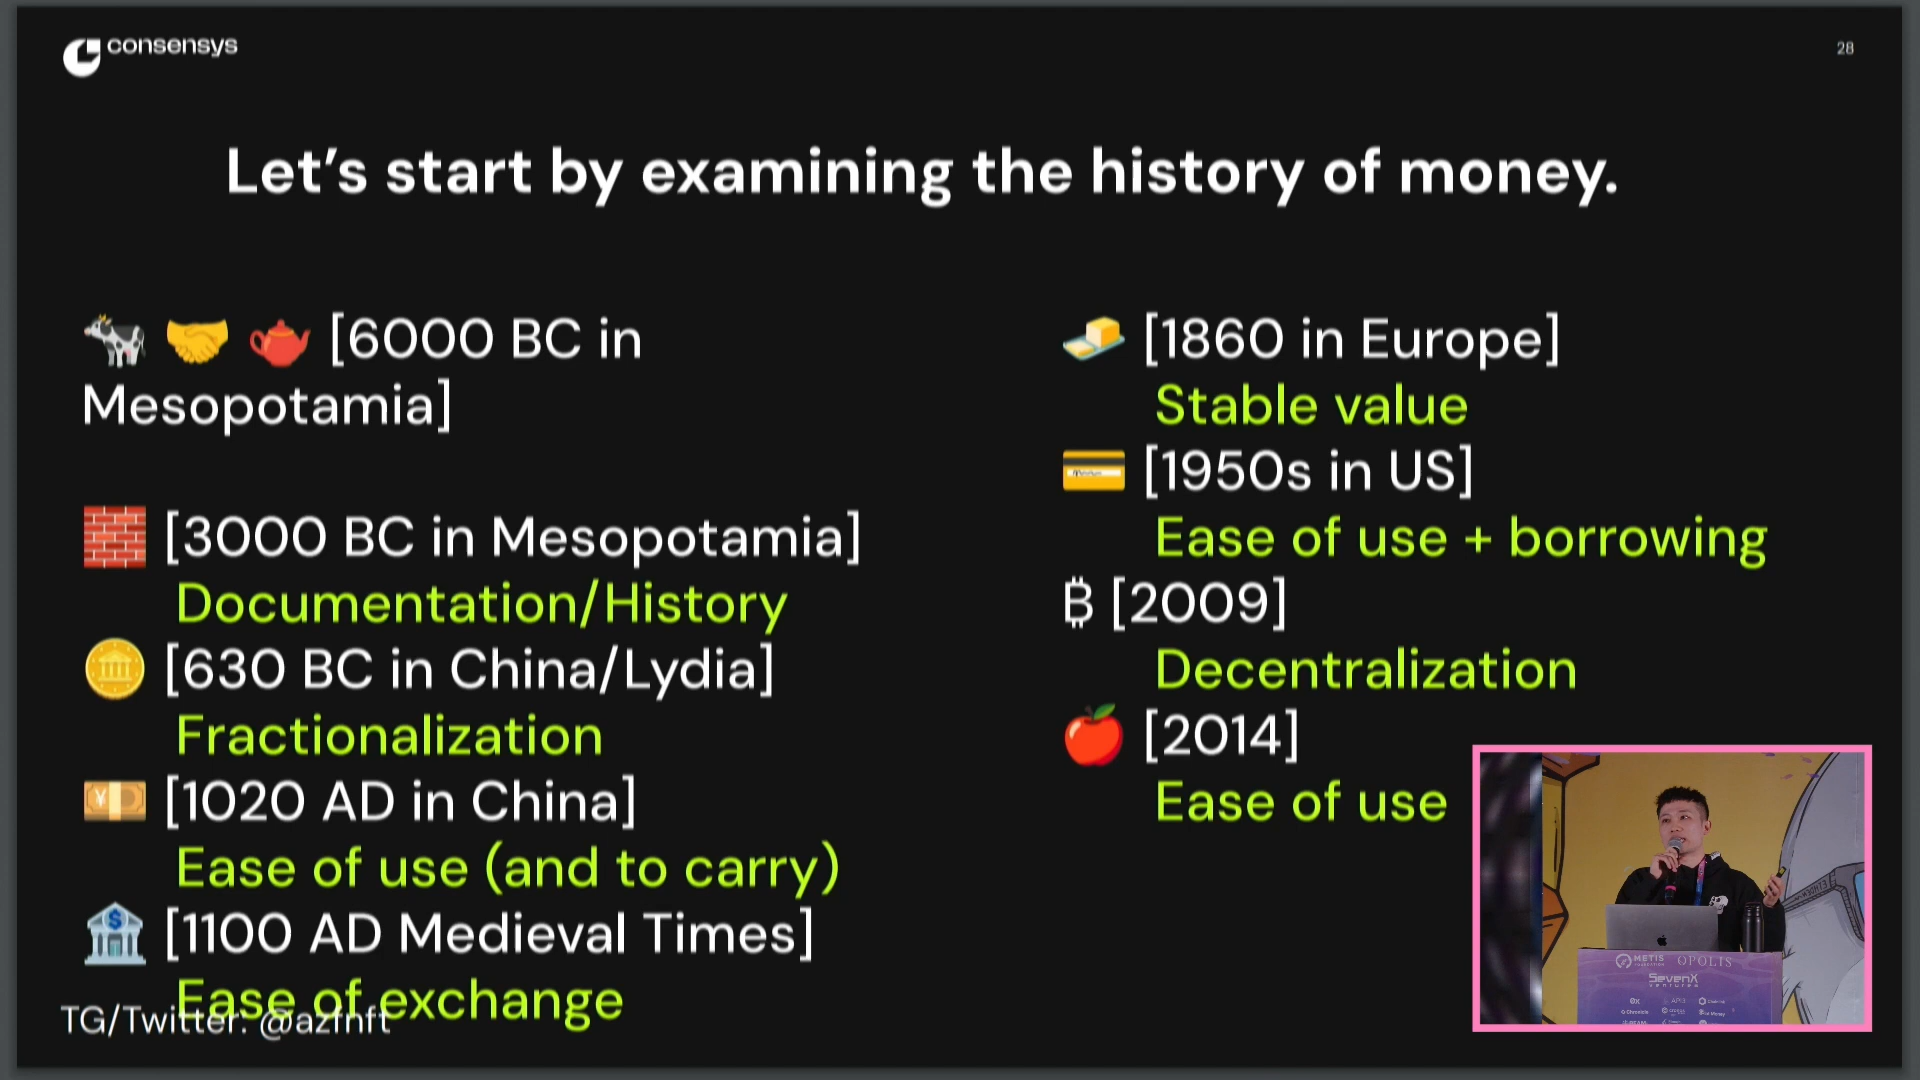 consensys
28
Let's start by examining the history of money.
[6000 BC in
Mesopotamia]
[3000 BC in Mesopotamia]
Documentation/History
[630 BC in China/Lydia]
Fractionalization
[1020 AD in China]
Ease of use (and to carry)
[1100 AD Medieval Times]
Ease of exchange
TG/Twitter: @azfnft
[1860 in Europe]
Stable value
[1950s in US]
Ease of use + borrowing
₿ [2009]
Decentralization
[2014]
Ease of use
METIS
OPOLIS
SevenX
ventures